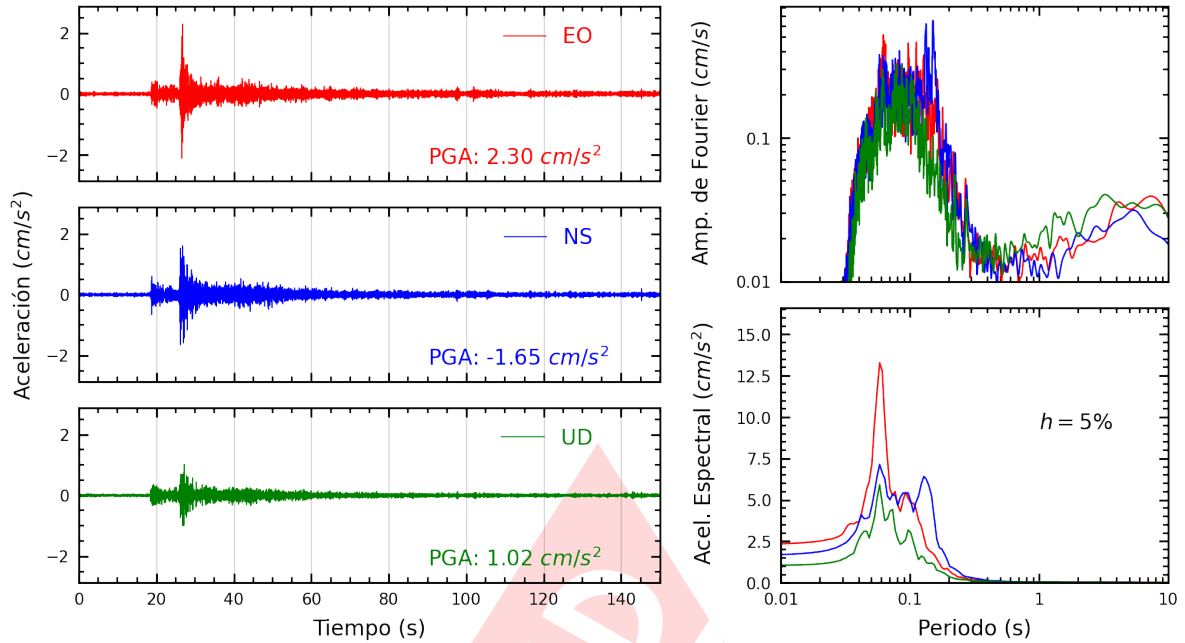 Aceleración (cm/s²)
2
0
−2
EO
PGA: 2.30 cm/s²
2
0
−2
NS
PGA: -1.65 cm/s²
2
0
−2
UD
PGA: 1.02 cm/s²
0 20 40 60 80 100 120 140
Tiempo (s)
Amp. de Fourier (cm/s)
0.1
0.01
Acel. Espectral (cm/s²)
15.0
12.5
10.0
7.5
5.0
2.5
0.0
h = 5%
0.01 0.1 1 10
Periodo (s)